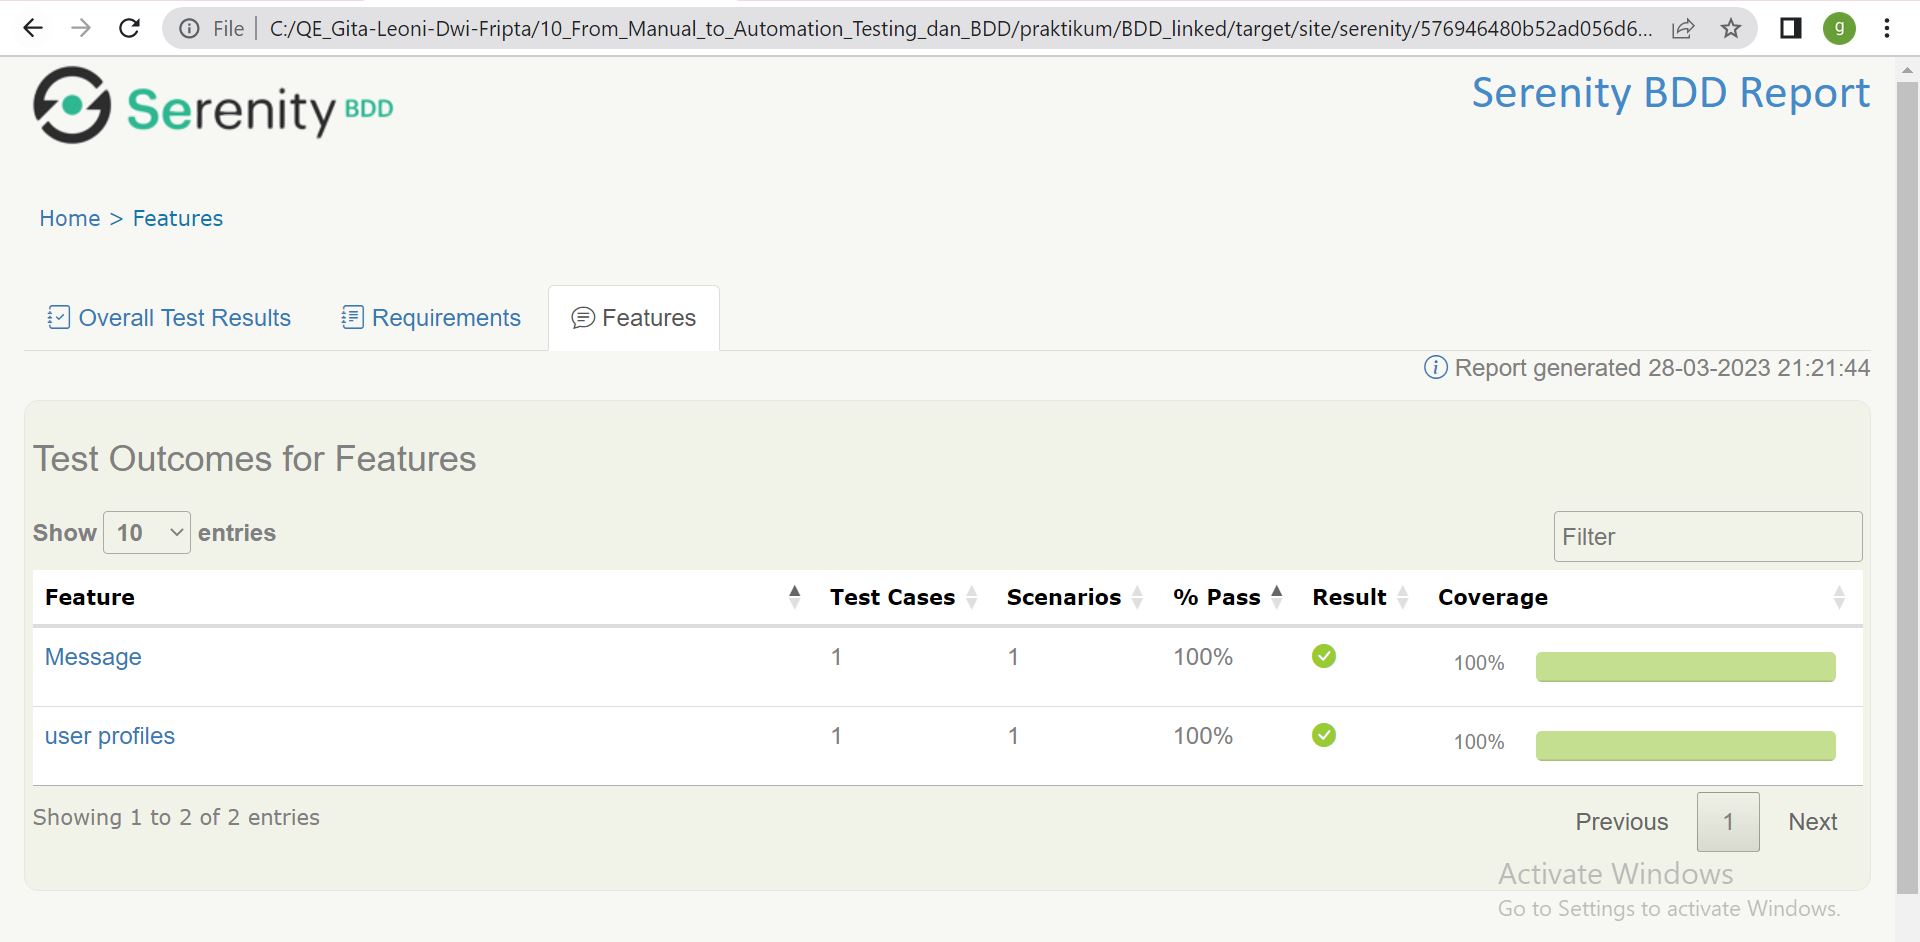 File C:/QE_Gita-Leoni-Dwi-Fripta/10_From_Manual_to_Automation_Testing_dan_BDD/praktikum/BDD_linked/target/site/serenity/576946480b52ad056d6... g
Serenity BDD
Serenity BDD Report
Home > Features
Overall Test Results Requirements Features
Report generated 28-03-2023 21:21:44
Test Outcomes for Features
Show 10 entries
Filter
Feature Test Cases Scenarios % Pass Result Coverage
Message 1 1 100% 100%
user profiles 1 1 100% 100%
Showing 1 to 2 of 2 entries
Previous 1 Next
Activate Windows
Go to Settings to activate Windows.